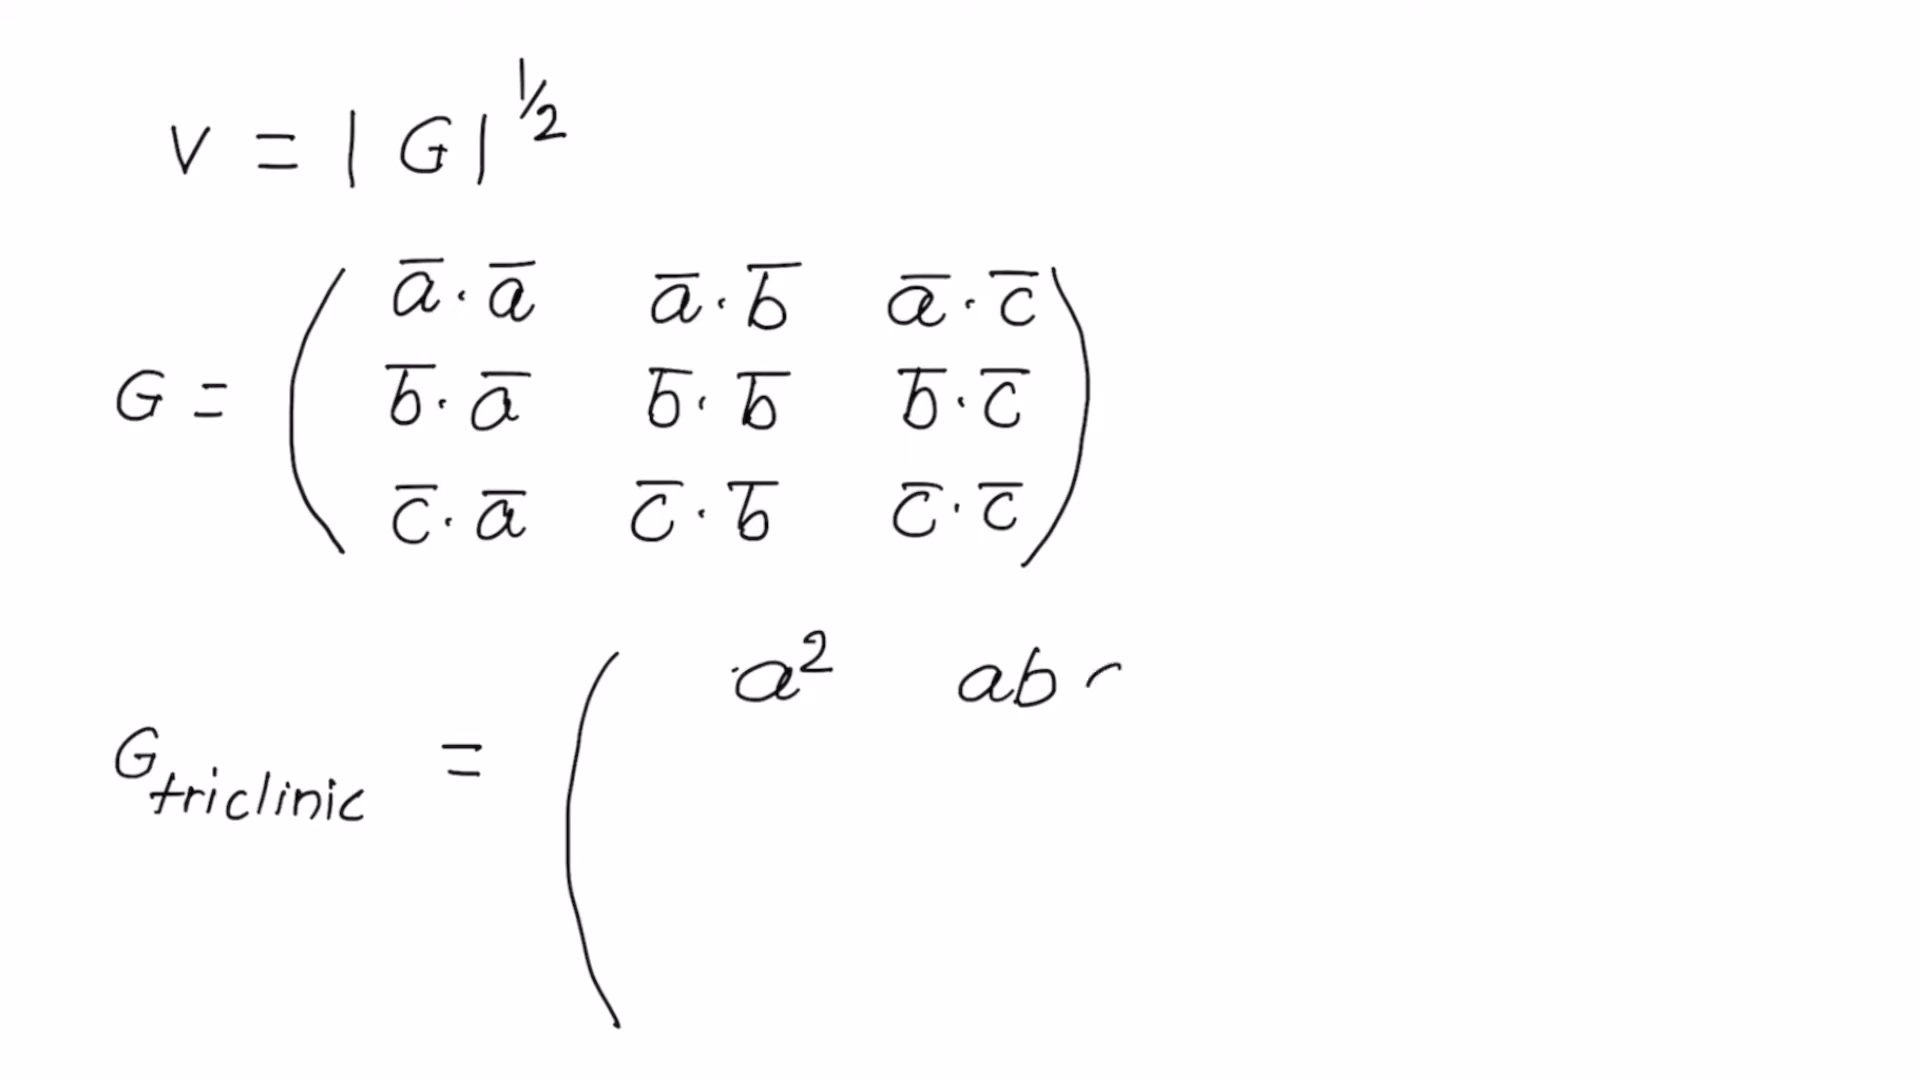 V = | G |^1/2
a̅ · a̅ a̅ · b̅ a̅ · c̅
G = ( b̅ · a̅ b̅ · b̅ b̅ · c̅ )
c̅ · a̅ c̅ · b̅ c̅ · c̅
G_triclinic = ( a² ab